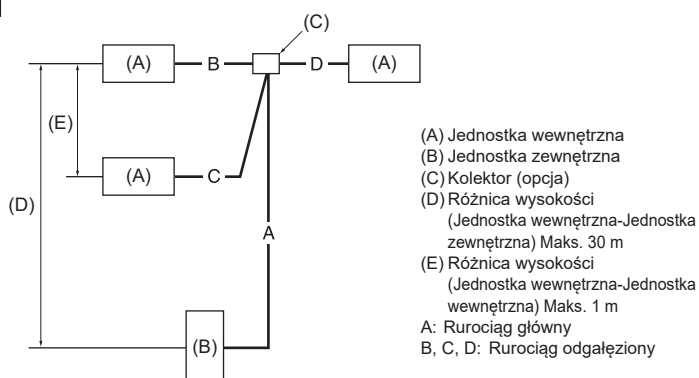 (C)
(A) B D (A)
(E)
(A) C
(D)
A
(B)
(A) Jednostka wewnętrzna
(B) Jednostka zewnętrzna
(C) Kolektor (opcja)
(D) Różnica wysokości
(Jednostka wewnętrzna-Jednostka
zewnętrzna) Maks. 30 m
(E) Różnica wysokości
(Jednostka wewnętrzna-Jednostka
wewnętrzna) Maks. 1 m
A: Rurociąg główny
B, C, D: Rurociąg odgałęziony